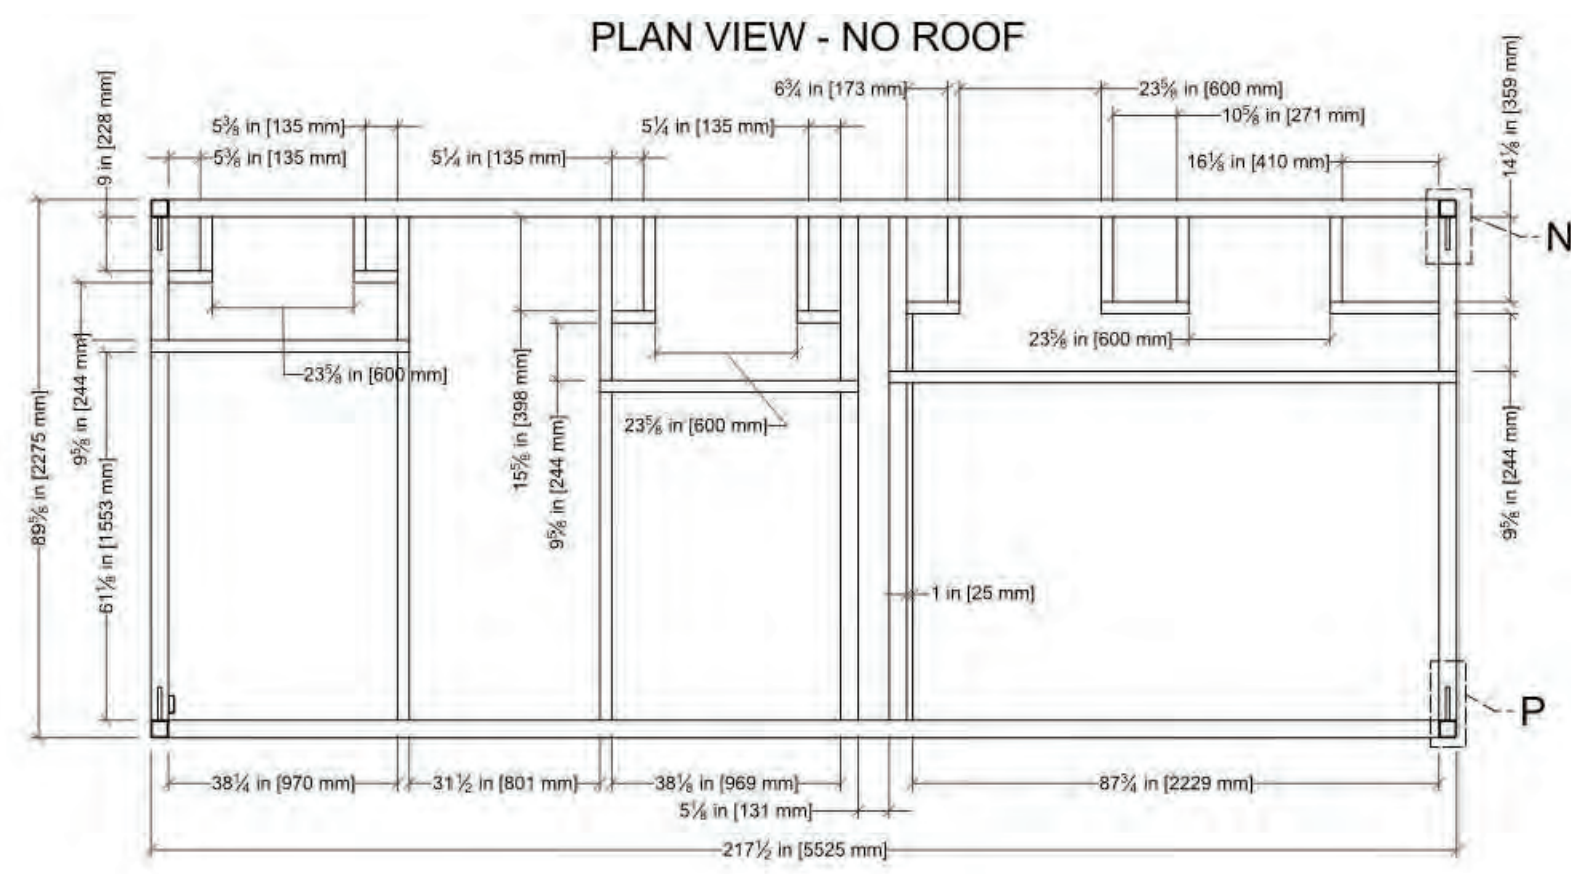 PLAN VIEW - NO ROOF
6¾ in [173 mm]
23⅝ in [600 mm]
10⅝ in [271 mm]
5⅜ in [135 mm]
5¼ in [135 mm]
5⅜ in [135 mm]
5¼ in [135 mm]
16⅛ in [410 mm]
9 in [228 mm]
14⅛ in [359 mm]
N
23⅝ in [600 mm]
23⅝ in [600 mm]
23⅝ in [600 mm]
9⅝ in [244 mm]
15⅝ in [398 mm]
9⅝ in [244 mm]
9⅝ in [244 mm]
89⅝ in [2275 mm]
61⅛ in [1553 mm]
1 in [25 mm]
P
38¼ in [970 mm]
31½ in [801 mm]
38⅛ in [969 mm]
87¾ in [2229 mm]
5⅛ in [131 mm]
217½ in [5525 mm]